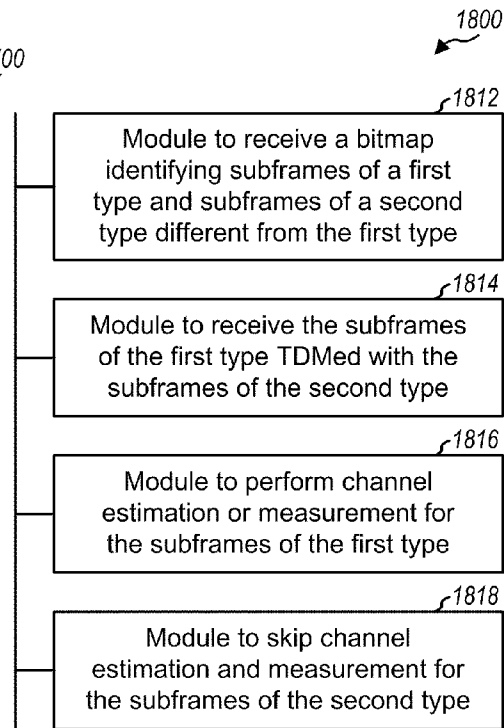 1800
00
1812
Module to receive a bitmap
identifying subframes of a first
type and subframes of a second
type different from the first type
1814
Module to receive the subframes
of the first type TDMed with the
subframes of the second type
1816
Module to perform channel
estimation or measurement for
the subframes of the first type
1818
Module to skip channel
estimation and measurement for
the subframes of the second type